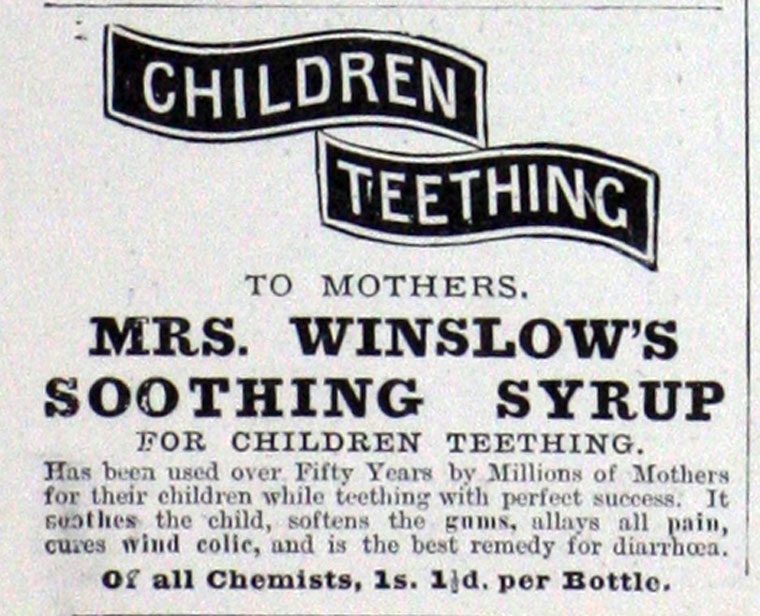 CHILDREN
TEETHING
TO MOTHERS.
MRS. WINSLOW'S
SOOTHING SYRUP
FOR CHILDREN TEETHING.
Has been used over Fifty Years by Millions of Mothers
for their children while teething with perfect success. It
soothes the child, softens the gums, allays all pain,
cures wind colic, and is the best remedy for diarrhœa.
Of all Chemists, 1s. 1½d. per Bottle.